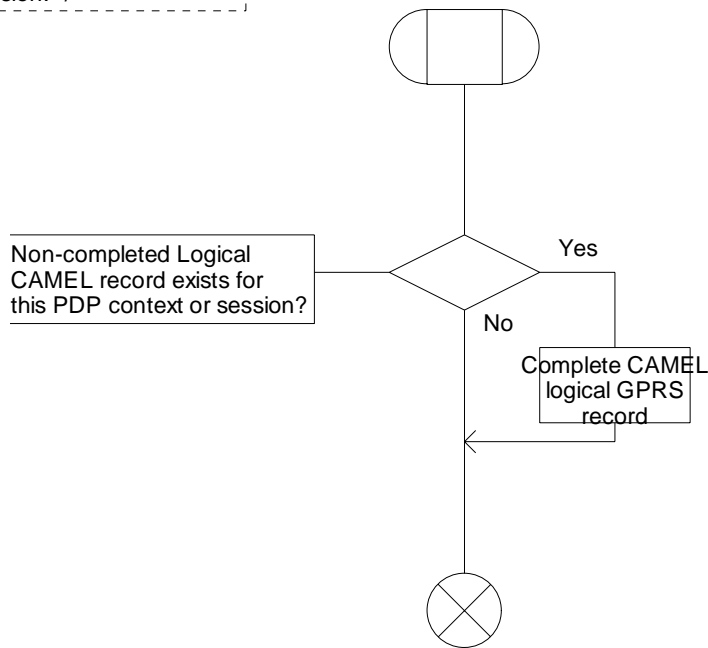 Non-completed Logical
CAMEL record exists for
this PDP context or session?
Yes
No
Complete CAMEL
logical GPRS
record